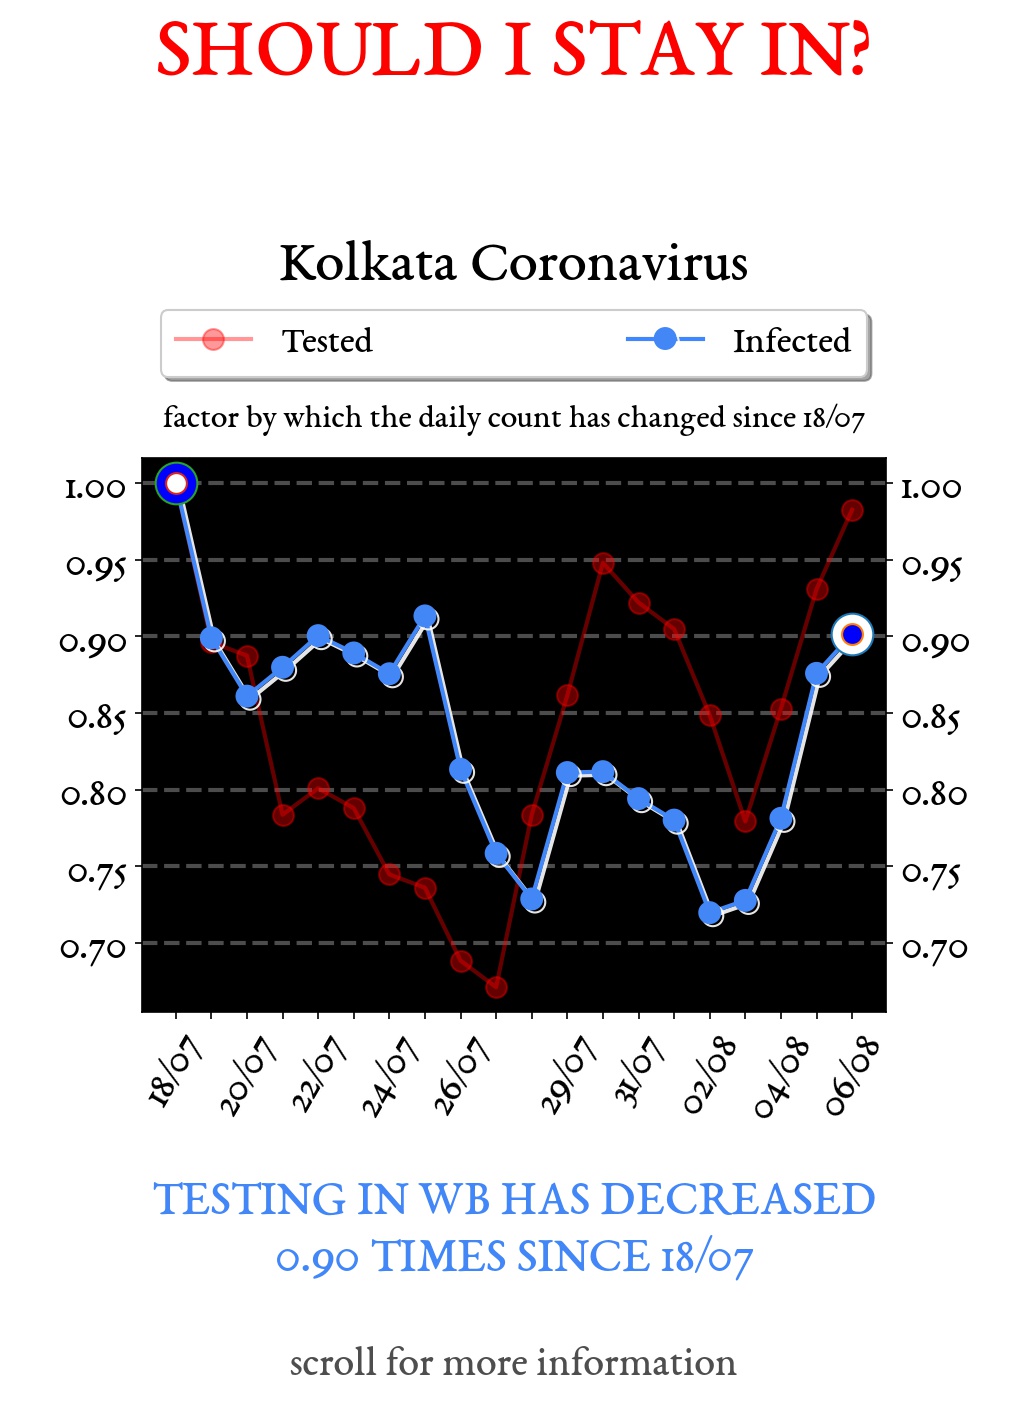 SHOULD I STAY IN?
Kolkata Coronavirus
Tested Infected
factor by which the daily count has changed since 18/07
1.00 1.00
0.95 0.95
0.90 0.90
0.85 0.85
0.80 0.80
0.75 0.75
0.70 0.70
18/07 20/07 22/07 24/07 26/07 29/07 31/07 02/08 04/08 06/08
TESTING IN WB HAS DECREASED
0.90 TIMES SINCE 18/07
scroll for more information